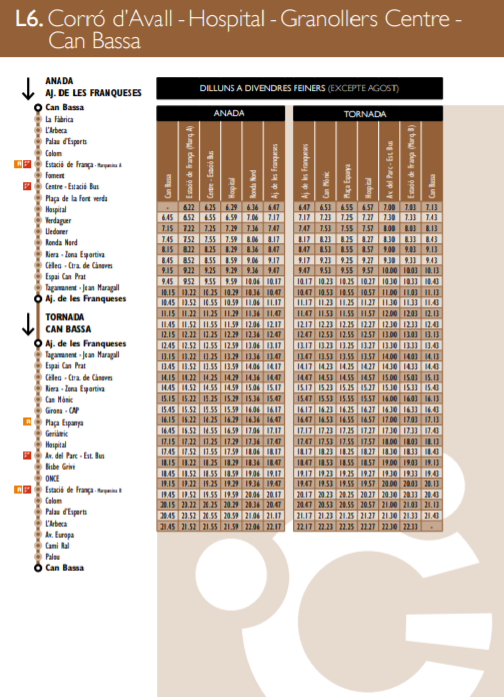 L6. Corró d'Avall - Hospital - Granollers Centre -
Can Bassa
ANADA
AJ. DE LES FRANQUESES
Can Bassa
La Fàbrica
L'Arbeca
Palau d'Esports
Colom
Estació de França - Marquesina A
Foment
Centre - Estació Bus
Plaça de la Font verda
Hospital
Verdaguer
Lledoner
Ronda Nord
Riera - Zona Esportiva
Cèllecs - Ctra. de Cànoves
Espai Can Prat
Tagamanent - Joan Maragall
Aj. de les Franqueses
TORNADA
CAN BASSA
Aj. de les Franqueses
Tagamanent - Joan Maragall
Espai Can Prat
Cèllecs - Ctra. de Cànoves
Riera - Zona Esportiva
Can Mònic
Girona - CAP
Plaça Espanya
Geriàtric
Hospital
Av. del Parc - Est. Bus
Bisbe Grivé
ONCE
Estació de França - Marquesina B
Colom
Palau d'Esports
L'Arbeca
Av. Europa
Camí Ral
Palou
Can Bassa
DILLUNS A DIVENDRES FEINERS (EXCEPTE AGOST)
ANADA TORNADA
Can Bassa
Estació de França (Marq. A)
Centre - Estació Bus
Hospital
Ronda Nord
Aj. de les Franqueses
Aj. de les Franqueses
Can Mònic
Plaça Espanya
Hospital
Av. del Parc - Est. Bus
Estació de França (Marq. B)
Can Bassa
- 6.22 6.25 6.29 6.36 6.47 6.47 6.53 6.55 6.57 7.00 7.03 7.13
6.45 6.52 6.55 6.59 7.06 7.17 7.17 7.23 7.25 7.27 7.30 7.33 7.43
7.15 7.22 7.25 7.29 7.36 7.47 7.47 7.53 7.55 7.57 8.00 8.03 8.13
7.45 7.52 7.55 7.59 8.06 8.17 8.17 8.23 8.25 8.27 8.30 8.33 8.43
8.15 8.22 8.25 8.29 8.36 8.47 8.47 8.53 8.55 8.57 9.00 9.03 9.13
8.45 8.52 8.55 8.59 9.06 9.17 9.17 9.23 9.25 9.27 9.30 9.33 9.43
9.15 9.22 9.25 9.29 9.36 9.47 9.47 9.53 9.55 9.57 10.00 10.03 10.13
9.45 9.52 9.55 9.59 10.06 10.17 10.17 10.23 10.25 10.27 10.30 10.33 10.43
10.15 10.22 10.25 10.29 10.36 10.47 10.47 10.53 10.55 10.57 11.00 11.03 11.13
10.45 10.52 10.55 10.59 11.06 11.17 11.17 11.23 11.25 11.27 11.30 11.33 11.43
11.15 11.22 11.25 11.29 11.36 11.47 11.47 11.53 11.55 11.57 12.00 12.03 12.13
11.45 11.52 11.55 11.59 12.06 12.17 12.17 12.23 12.25 12.27 12.30 12.33 12.43
12.15 12.22 12.25 12.29 12.36 12.47 12.47 12.53 12.55 12.57 13.00 13.03 13.13
12.45 12.52 12.55 12.59 13.06 13.17 13.17 13.23 13.25 13.27 13.30 13.33 13.43
13.15 13.22 13.25 13.29 13.36 13.47 13.47 13.53 13.55 13.57 14.00 14.03 14.13
13.45 13.52 13.55 13.59 14.06 14.17 14.17 14.23 14.25 14.27 14.30 14.33 14.43
14.15 14.22 14.25 14.29 14.36 14.47 14.47 14.53 14.55 14.57 15.00 15.03 15.13
14.45 14.52 14.55 14.59 15.06 15.17 15.17 15.23 15.25 15.27 15.30 15.33 15.43
15.15 15.22 15.25 15.29 15.36 15.47 15.47 15.53 15.55 15.57 16.00 16.03 16.13
15.45 15.52 15.55 15.59 16.06 16.17 16.17 16.23 16.25 16.27 16.30 16.33 16.43
16.15 16.22 16.25 16.29 16.36 16.47 16.47 16.53 16.55 16.57 17.00 17.03 17.13
16.45 16.52 16.55 16.59 17.06 17.17 17.17 17.23 17.25 17.27 17.30 17.33 17.43
17.15 17.22 17.25 17.29 17.36 17.47 17.47 17.53 17.55 17.57 18.00 18.03 18.13
17.45 17.52 17.55 17.59 18.06 18.17 18.17 18.23 18.25 18.27 18.30 18.33 18.43
18.15 18.22 18.25 18.29 18.36 18.47 18.47 18.53 18.55 18.57 19.00 19.03 19.13
18.45 18.52 18.55 18.59 19.06 19.17 19.17 19.23 19.25 19.27 19.30 19.33 19.43
19.15 19.22 19.25 19.29 19.36 19.47 19.47 19.53 19.55 19.57 20.00 20.03 20.13
19.45 19.52 19.55 19.59 20.06 20.17 20.17 20.23 20.25 20.27 20.30 20.33 20.43
20.15 20.22 20.25 20.29 20.36 20.47 20.47 20.53 20.55 20.57 21.00 21.03 21.13
20.45 20.52 20.55 20.59 21.06 21.17 21.17 21.23 21.25 21.27 21.30 21.33 21.43
21.45 21.52 21.55 21.59 22.06 22.17 22.17 22.23 22.25 22.27 22.30 22.33 -